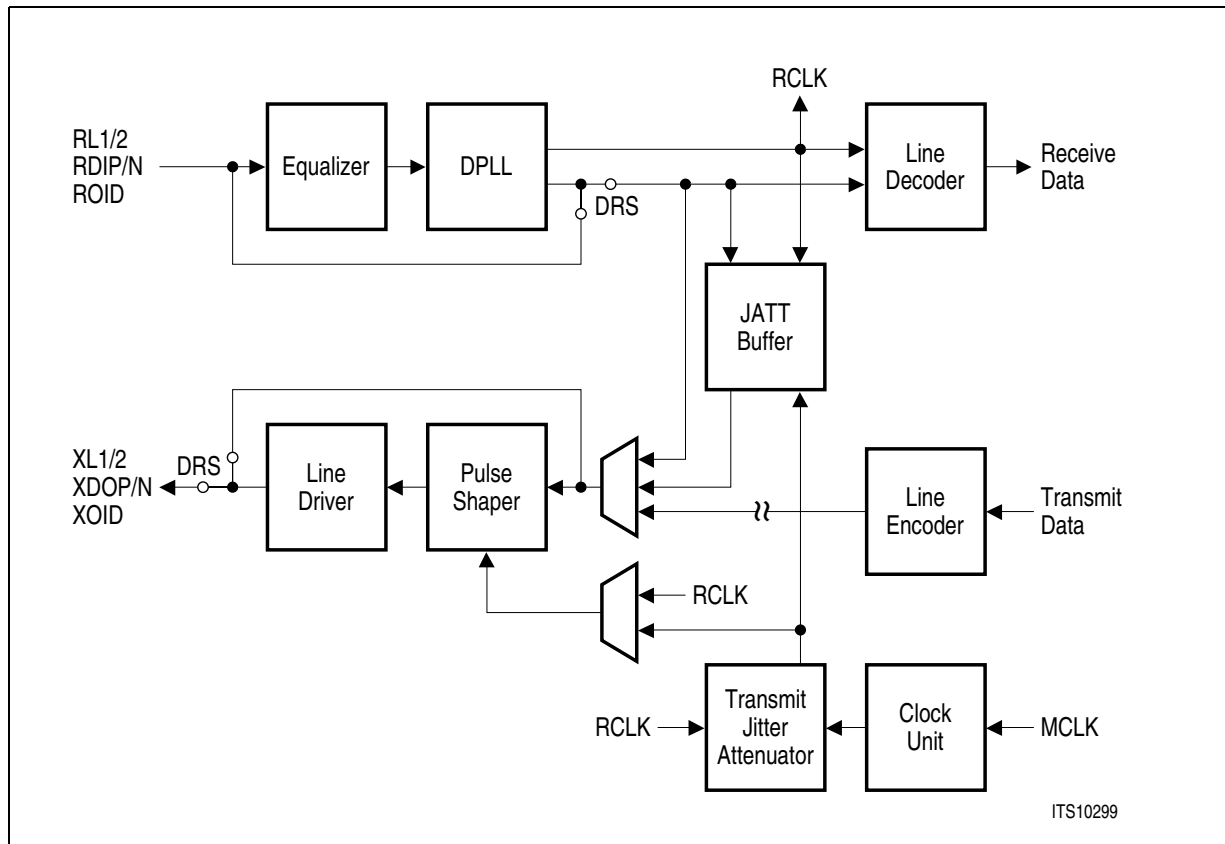 RCLK
RL1/2
RDIP/N
ROID
Equalizer
DPLL
DRS
Line
Decoder
Receive
Data
JATT
Buffer
XL1/2
XDOP/N
XOID
DRS
Line
Driver
Pulse
Shaper
Line
Encoder
Transmit
Data
RCLK
RCLK
Transmit
Jitter
Attenuator
Clock
Unit
MCLK
ITS10299